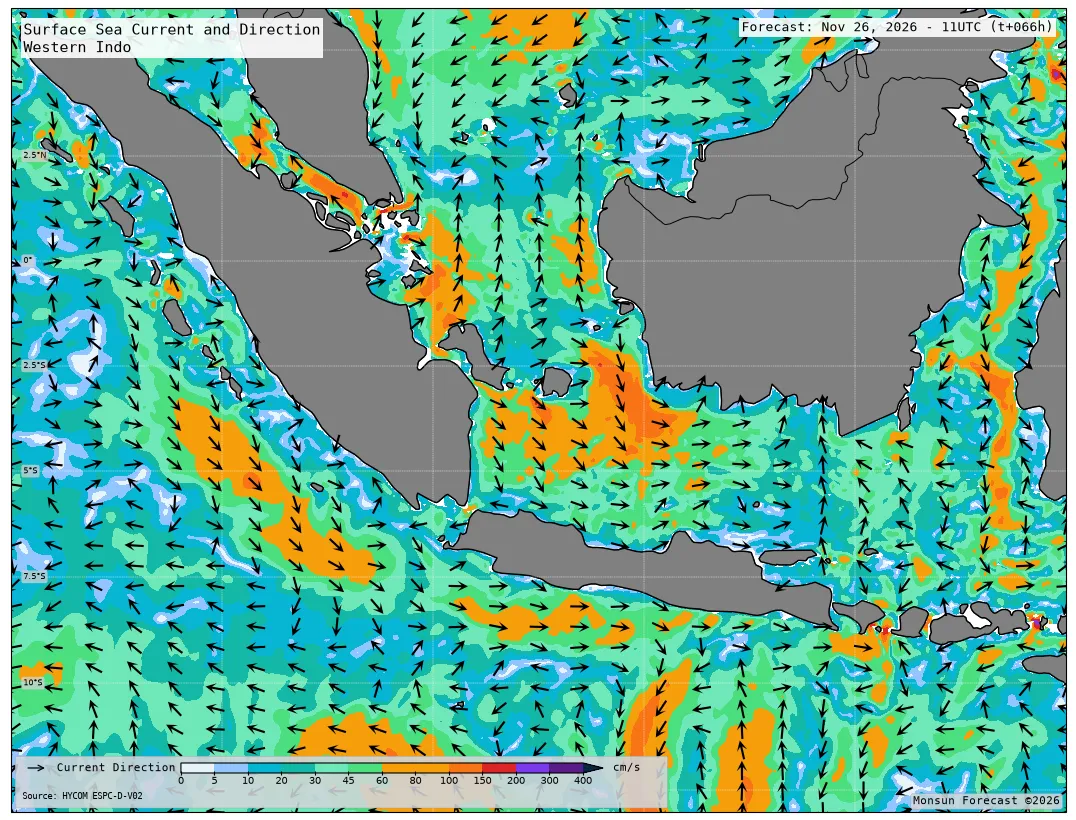 Surface Sea Current and Direction
Western Indo
Forecast: Nov 26, 2026 - 11UTC (t+066h)
2.5°N
0°
2.5°S
5°S
7.5°S
10°S
Current Direction
0 5 10 20 30 45 60 80 100 150 200 300 400 cm/s
Source: HYCOM ESPC-D-V02
Monsun Forecast ©2026